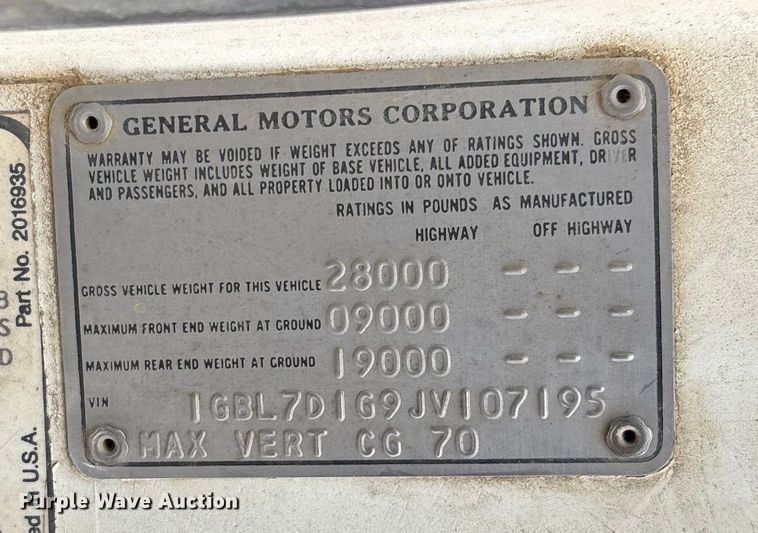 GENERAL MOTORS CORPORATION
WARRANTY MAY BE VOIDED IF WEIGHT EXCEEDS ANY OF RATINGS SHOWN. GROSS
VEHICLE WEIGHT INCLUDES WEIGHT OF BASE VEHICLE, ALL ADDED EQUIPMENT, DRIVER
AND PASSENGERS, AND ALL PROPERTY LOADED INTO OR ONTO VEHICLE.
RATINGS IN POUNDS AS MANUFACTURED
HIGHWAY OFF HIGHWAY
GROSS VEHICLE WEIGHT FOR THIS VEHICLE 28000 - - -
MAXIMUM FRONT END WEIGHT AT GROUND 09000 - - -
MAXIMUM REAR END WEIGHT AT GROUND 19000 - - -
VIN 1GBL7D1G9JV107195
MAX VERT CG 70
Part No. 2016935
in U.S.A.
Purple Wave Auction